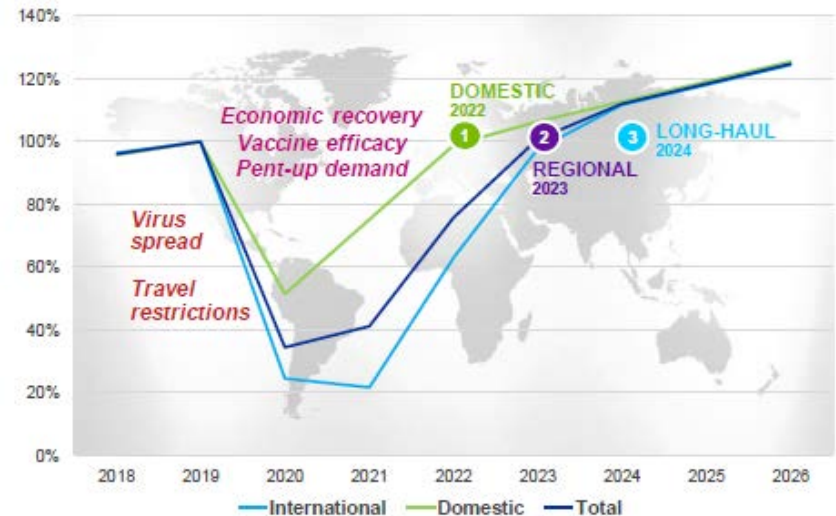 140%
120%
100%
80%
60%
40%
20%
0%
Economic recovery
Vaccine efficacy
Pent-up demand
Virus
spread
Travel
restrictions
DOMESTIC
2022
1
2
REGIONAL
2023
3
LONG-HAUL
2024
2018 2019 2020 2021 2022 2023 2024 2025 2026
International Domestic Total